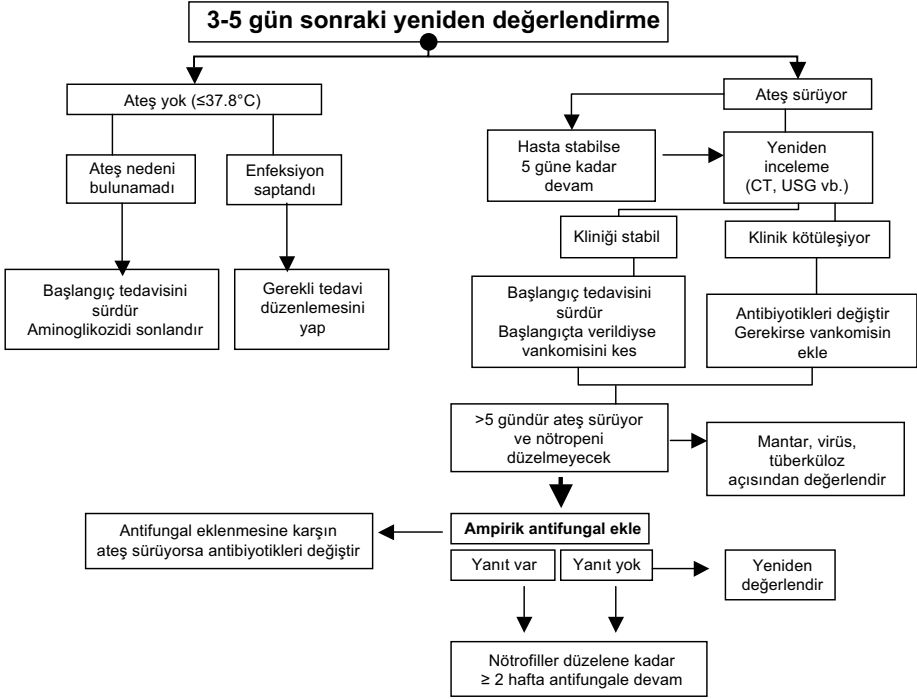 3-5 gün sonraki yeniden değerlendirme
Ateş yok (≤37.8°C)
Ateş sürüyor
Ateş nedeni
bulunamadı
Enfeksiyon
saptandı
Hasta stabilse
5 güne kadar
devam
Yeniden
inceleme
(CT, USG vb.)
Kliniği stabil
Klinik kötüleşiyor
Başlangıç tedavisini
sürdür
Aminoglikozidi sonlandır
Gerekli tedavi
düzenlemesini
yap
Başlangıç tedavisini
sürdür
Başlangıçta verildiyse
vankomisini kes
Antibiyotikleri değiştir
Gerekirse vankomisin
ekle
>5 gündür ateş sürüyor
ve nötropeni
düzelmeyecek
Mantar, virüs,
tüberküloz
açısından değerlendir
Antifungal eklenmesine karşın
ateş sürüyorsa antibiyotikleri değiştir
Ampirik antifungal ekle
Yanıt var
Yanıt yok
Yeniden
değerlendir
Nötrofiller düzelene kadar
≥ 2 hafta antifungale devam